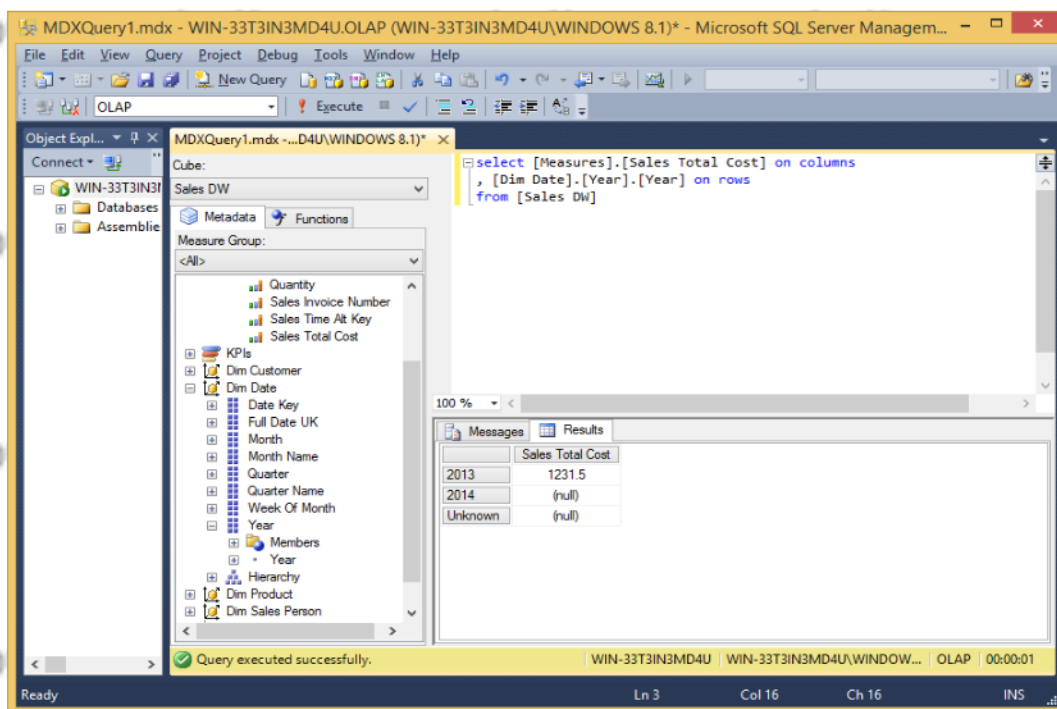 MDXQuery1.mdx - WIN-33T3IN3MD4U.OLAP (WIN-33T3IN3MD4U\WINDOWS 8.1)* - Microsoft SQL Server Managem...
File Edit View Query Project Debug Tools Window Help
New Query
OLAP Execute
Object Expl...
Connect
WIN-33T3IN3I
Databases
Assemblie
MDXQuery1.mdx -...D4U\WINDOWS 8.1)*
Cube:
Sales DW
Metadata Functions
Measure Group:
<All>
Quantity
Sales Invoice Number
Sales Time Alt Key
Sales Total Cost
KPIs
Dim Customer
Dim Date
Date Key
Full Date UK
Month
Month Name
Quarter
Quarter Name
Week Of Month
Year
Members
Year
Hierarchy
Dim Product
Dim Sales Person
select [Measures].[Sales Total Cost] on columns
, [Dim Date].[Year].[Year] on rows
from [Sales DW]
100 %
Messages Results
Sales Total Cost
2013 1231.5
2014 (null)
Unknown (null)
Query executed successfully. WIN-33T3IN3MD4U WIN-33T3IN3MD4U\WINDOW... OLAP 00:00:01
Ready Ln 3 Col 16 Ch 16 INS